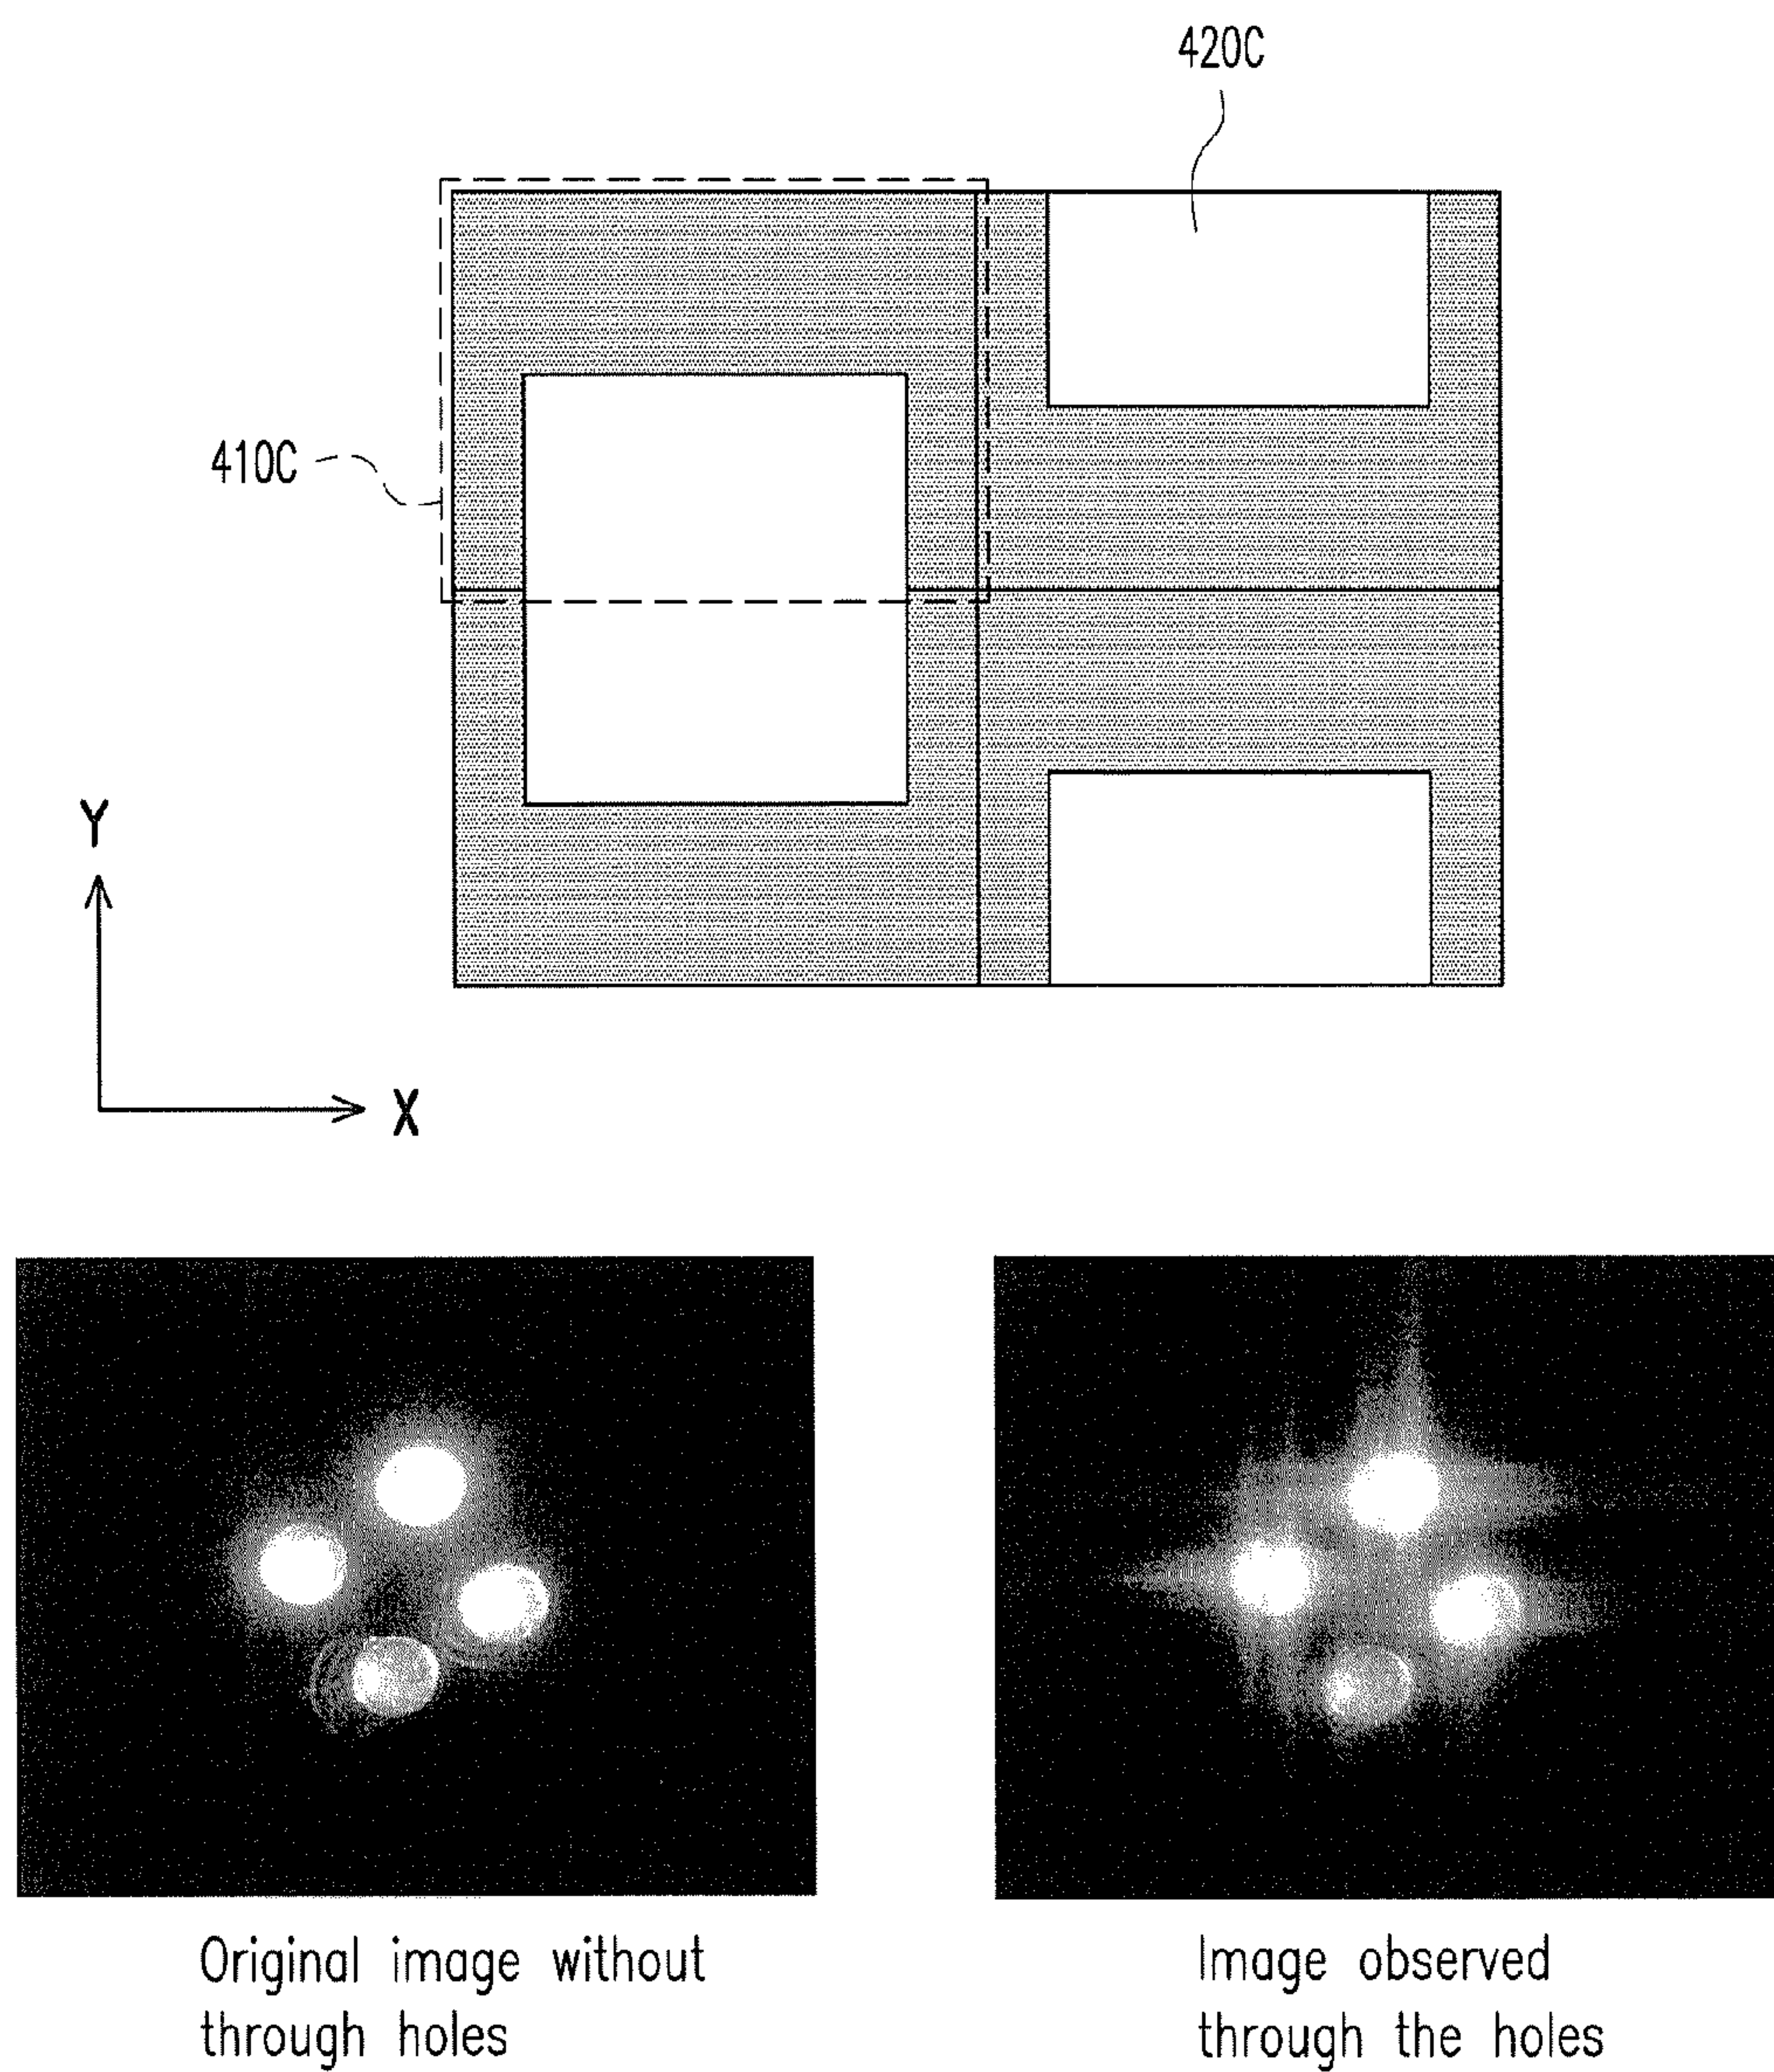 420C
410C
Y
X
Original image without
through holes
Image observed
through the holes